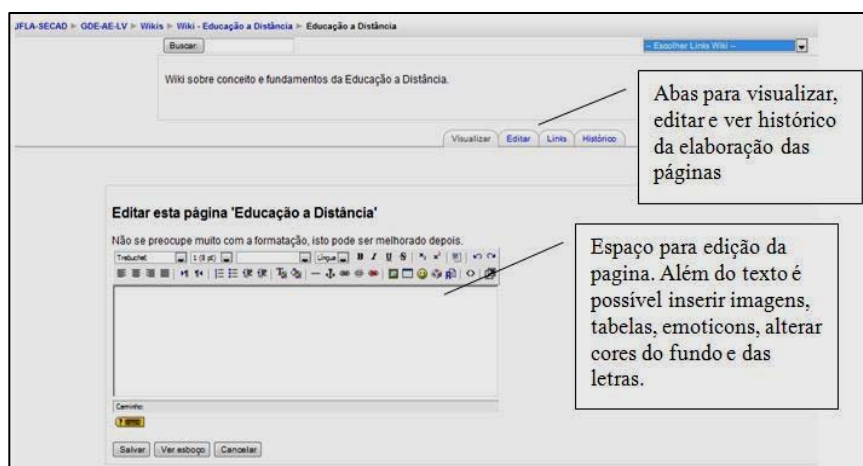 JFLA-SECAD ► GDE-AE-LV ► Wikis ► Wiki - Educação a Distância ► Educação a Distância
Buscar
-- Escolher Links Wiki --
Wiki sobre conceito e fundamentos da Educação a Distância.
Abas para visualizar,
editar e ver histórico
da elaboração das
páginas
Visualizar Editar Links Histórico
Editar esta página 'Educação a Distância'
Não se preocupe muito com a formatação, isto pode ser melhorado depois.
Trebuchet 1 (8 pt) Língua B I U S
Espaço para edição da
pagina. Além do texto é
possível inserir imagens,
tabelas, emoticons, alterar
cores do fundo e das
letras.
Caminho:
Salvar Ver esboço Cancelar